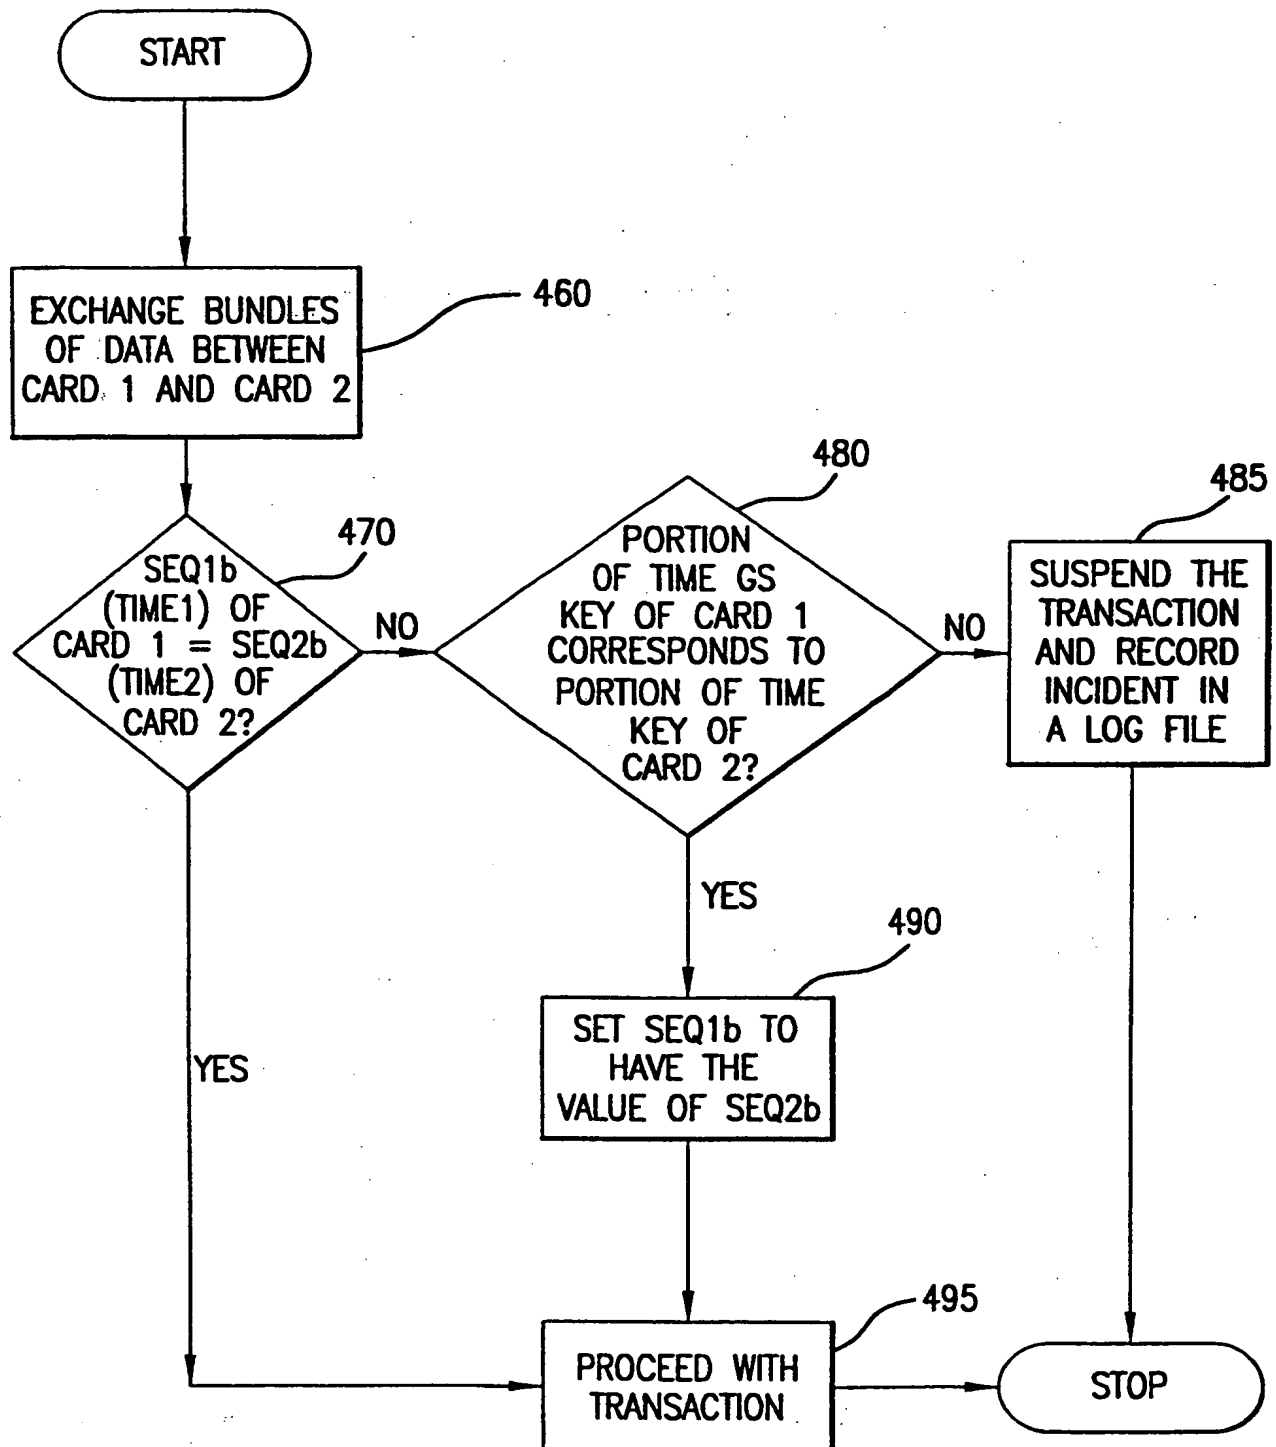 START
EXCHANGE BUNDLES
OF DATA BETWEEN
CARD 1 AND CARD 2
460
SEQ1b
(TIME1) OF
CARD 1 = SEQ2b
(TIME2) OF
CARD 2?
470
NO
PORTION
OF TIME GS
KEY OF CARD 1
CORRESPONDS TO
PORTION OF TIME
KEY OF
CARD 2?
480
NO
SUSPEND THE
TRANSACTION
AND RECORD
INCIDENT IN
A LOG FILE
485
YES
YES
SET SEQ1b TO
HAVE THE
VALUE OF SEQ2b
490
PROCEED WITH
TRANSACTION
495
STOP